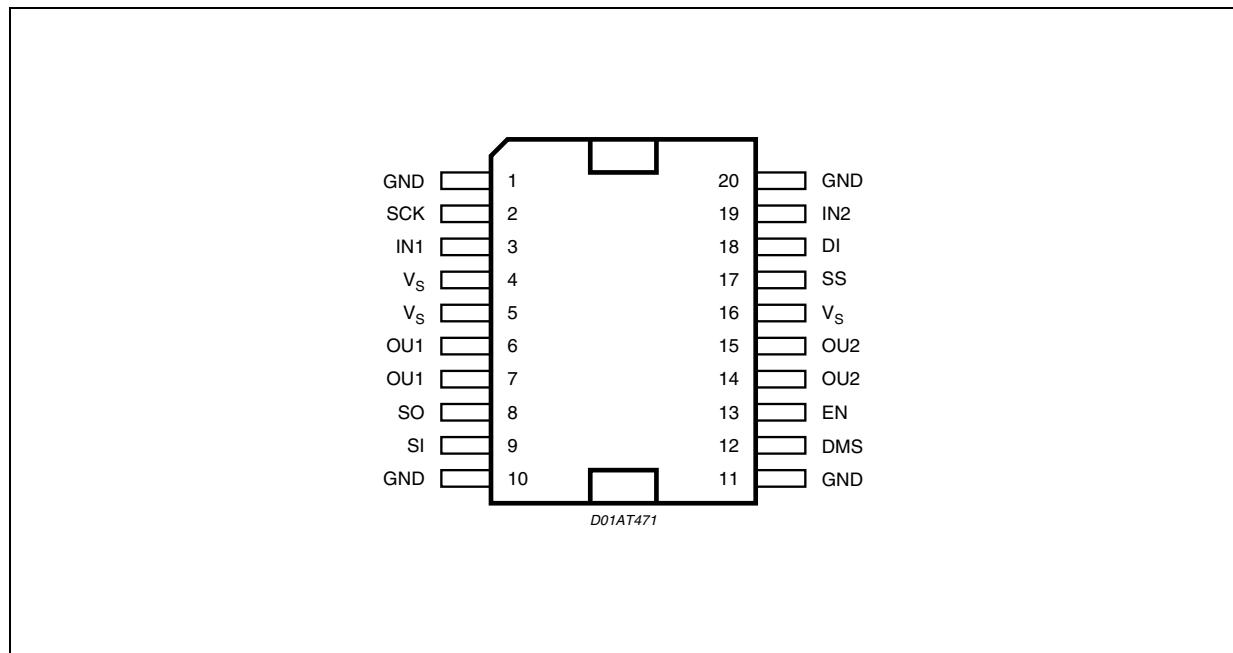 GND 1 20 GND
SCK 2 19 IN2
IN1 3 18 DI
VS 4 17 SS
VS 5 16 VS
OU1 6 15 OU2
OU1 7 14 OU2
SO 8 13 EN
SI 9 12 DMS
GND 10 11 GND
D01AT471